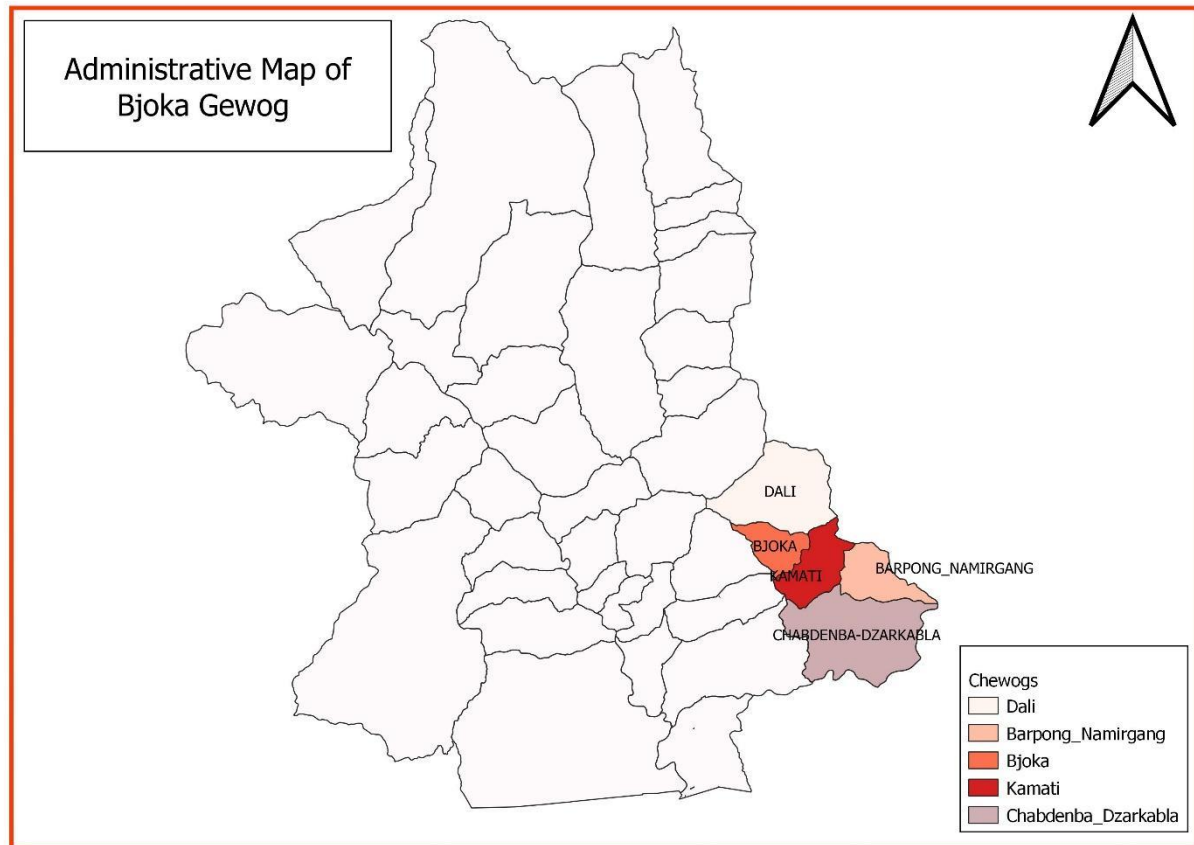 Administrative Map of
Bjoka Gewog
DALI
BJOKA
KAMATI
BARPONG_NAMIRGANG
CHABDENBA-DZARKABLA
Chewogs
Dali
Barpong_Namirgang
Bjoka
Kamati
Chabdenba_Dzarkabla